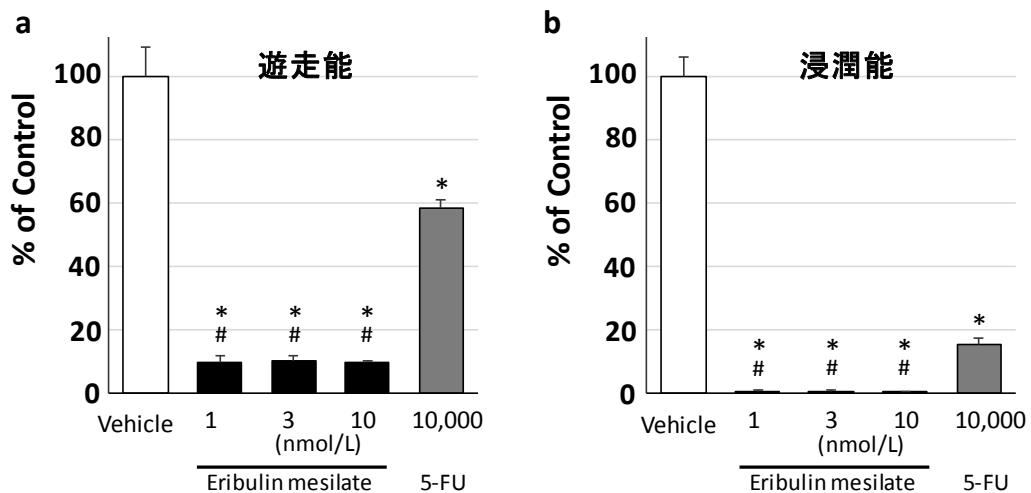 a
遊走能
% of Control
100
80
60
40
20
0
*
#
*
#
*
#
*
Vehicle
1
3
10
10,000
(nmol/L)
Eribulin mesilate
5-FU
b
浸潤能
% of Control
100
80
60
40
20
0
*
#
*
#
*
#
*
Vehicle
1
3
10
10,000
(nmol/L)
Eribulin mesilate
5-FU